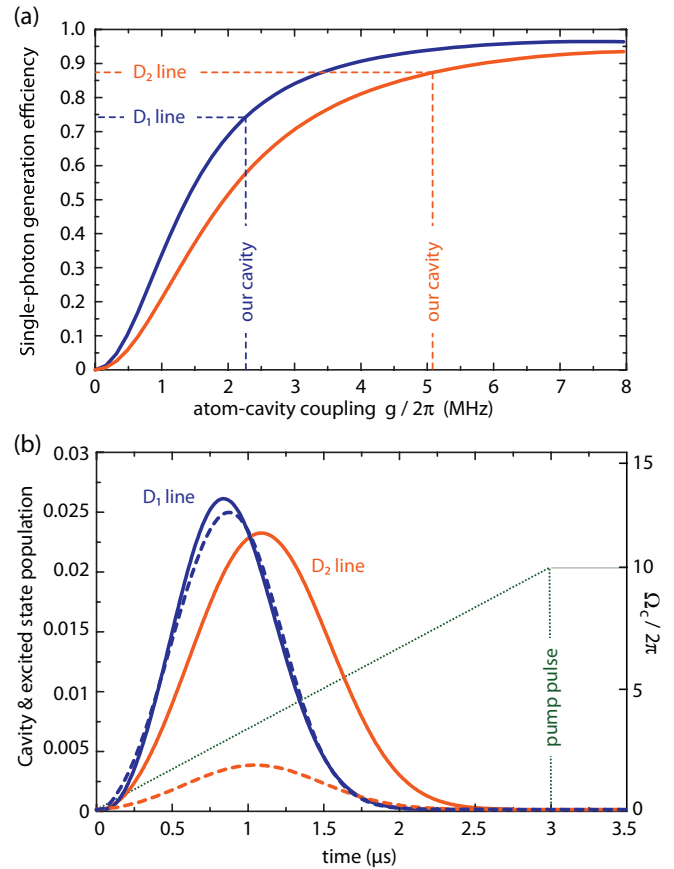 (a)
Single-photon generation efficiency
1.0
0.9
0.8
0.7
0.6
0.5
0.4
0.3
0.2
0.1
0
D₂ line
D₁ line
our cavity
our cavity
0 1 2 3 4 5 6 7 8
atom-cavity coupling g / 2π (MHz)
(b)
Cavity & excited state population
0.03
0.025
0.02
0.015
0.01
0.005
0
D₁ line
D₂ line
pump pulse
15
10
5
0
Ω꜀ / 2π
0 0.5 1 1.5 2 2.5 3 3.5
time (μs)